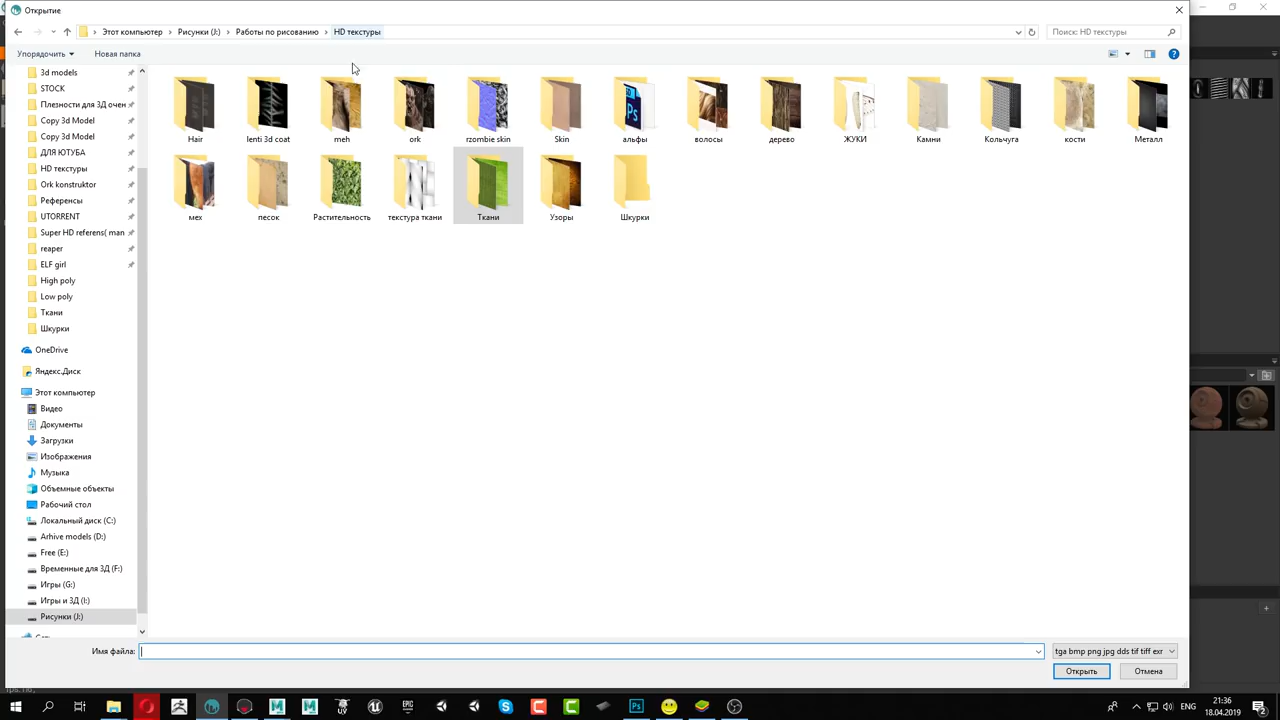 Открытие
Этот компьютер › Рисунки (J:) › Работы по рисованию › HD текстуры
Поиск: HD текстуры
Упорядочить
Новая папка
3d models
STOCK
Плезности для 3Д очен
Copy 3d Model
Copy 3d Model
ДЛЯ ЮТУБА
HD текстуры
Ork konstruktor
Референсы
UTORRENT
Super HD referens( man
reaper
ELF girl
High poly
Low poly
Ткани
Шкурки
OneDrive
Яндекс.Диск
Этот компьютер
Видео
Документы
Загрузки
Изображения
Музыка
Объемные объекты
Рабочий стол
Локальный диск (C:)
Arhive models (D:)
Free (E:)
Временные для 3Д (F:)
Игры (G:)
Игры и 3Д (I:)
Рисунки (J:)
Hair
lenti 3d coat
meh
ork
rzombie skin
Skin
альфы
волосы
дерево
ЖУКИ
Камни
Кольчуга
кости
Металл
мех
песок
Растительность
текстура ткани
Ткани
Узоры
Шкурки
Имя файла:
tga bmp png jpg dds tif tiff exr
Открыть
Отмена
ENG
21:36
18.04.2019